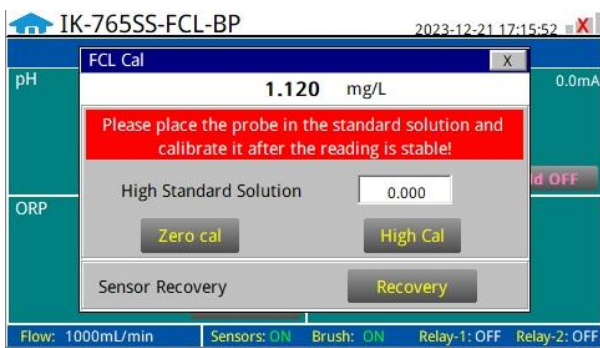 IK-765SS-FCL-BP 2023-12-21 17:15:52
FCL Cal X
pH 1.120 mg/L 0.0mA
Please place the probe in the standard solution and
calibrate it after the reading is stable!
High Standard Solution 0.000
ld OFF
ORP
Zero cal High Cal
Sensor Recovery Recovery
Flow: 1000mL/min Sensors: ON Brush: ON Relay-1: OFF Relay-2: OFF